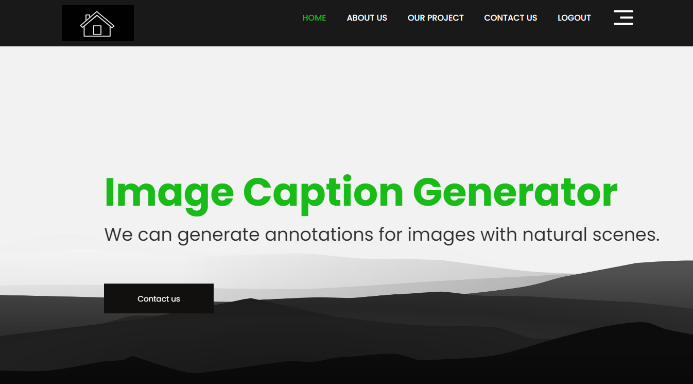 HOME ABOUT US OUR PROJECT CONTACT US LOGOUT
Image Caption Generator
We can generate annotations for images with natural scenes.
Contact us